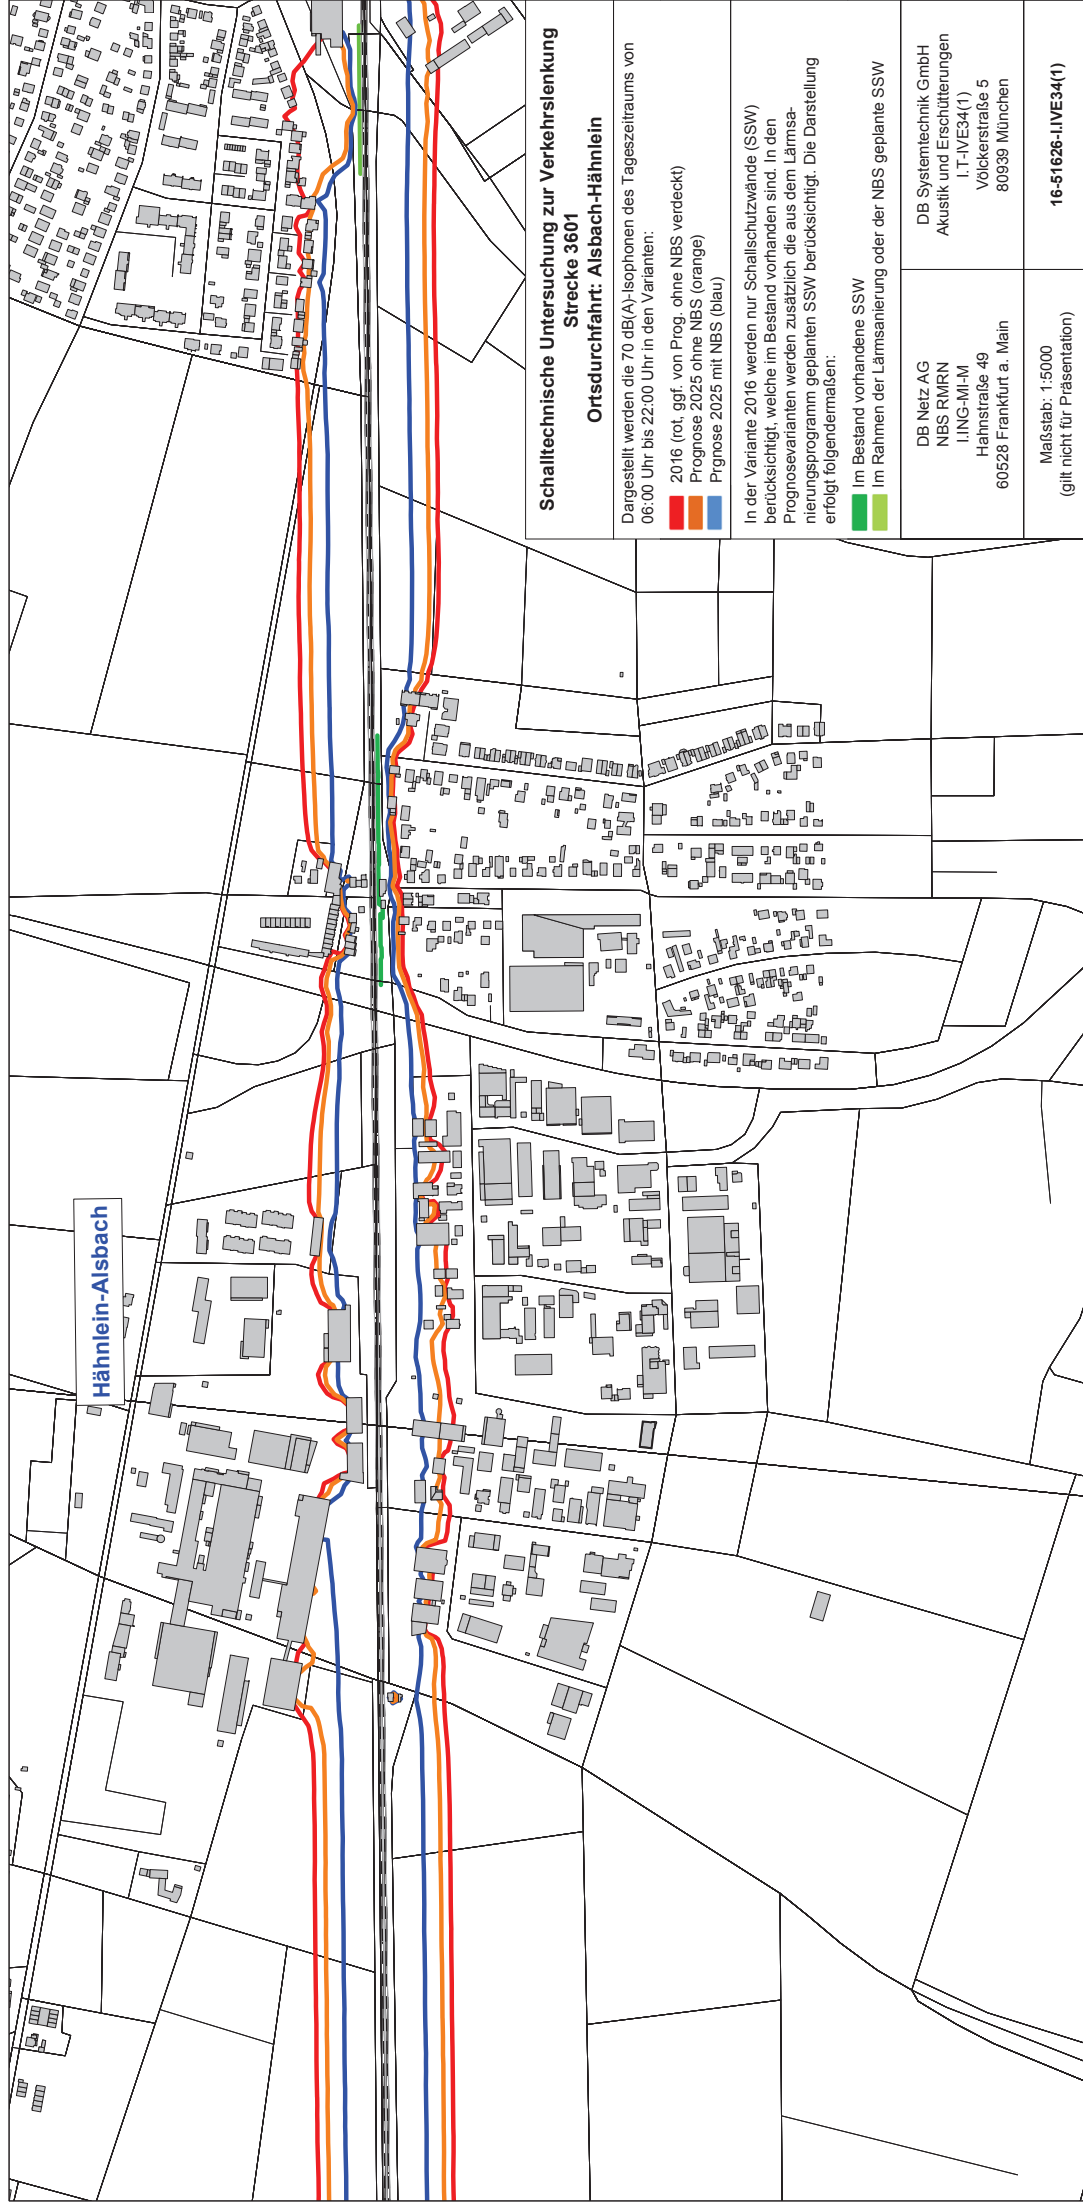 Hähnlein-Alsbach
Schalltechnische Untersuchung zur Verkehrslenkung
Strecke 3601
Ortsdurchfahrt: Alsbach-Hähnlein
Dargestellt werden die 70 dB(A)-Isophonen des Tageszeitraums von
06:00 Uhr bis 22:00 Uhr in den Varianten:
2016 (rot, ggf. von Prog. ohne NBS verdeckt)
Prognose 2025 ohne NBS (orange)
Prgnose 2025 mit NBS (blau)
In der Variante 2016 werden nur Schallschutzwände (SSW)
berücksichtigt, welche im Bestand vorhanden sind. In den
Prognosevarianten werden zusätzlich die aus dem Lärmsa-
nierungsprogramm geplanten SSW berücksichtigt. Die Darstellung
erfolgt folgendermaßen:
Im Bestand vorhandene SSW
Im Rahmen der Lärmsanierung oder der NBS geplante SSW
DB Netz AG
NBS RMRN
I.ING-MI-M
Hahnstraße 49
60528 Frankfurt a. Main
DB Systemtechnik GmbH
Akustik und Erschütterungen
I.T-IVE34(1)
Völckerstraße 5
80939 München
Maßstab: 1:5000
(gilt nicht für Präsentation)
16-51626-I.IVE34(1)